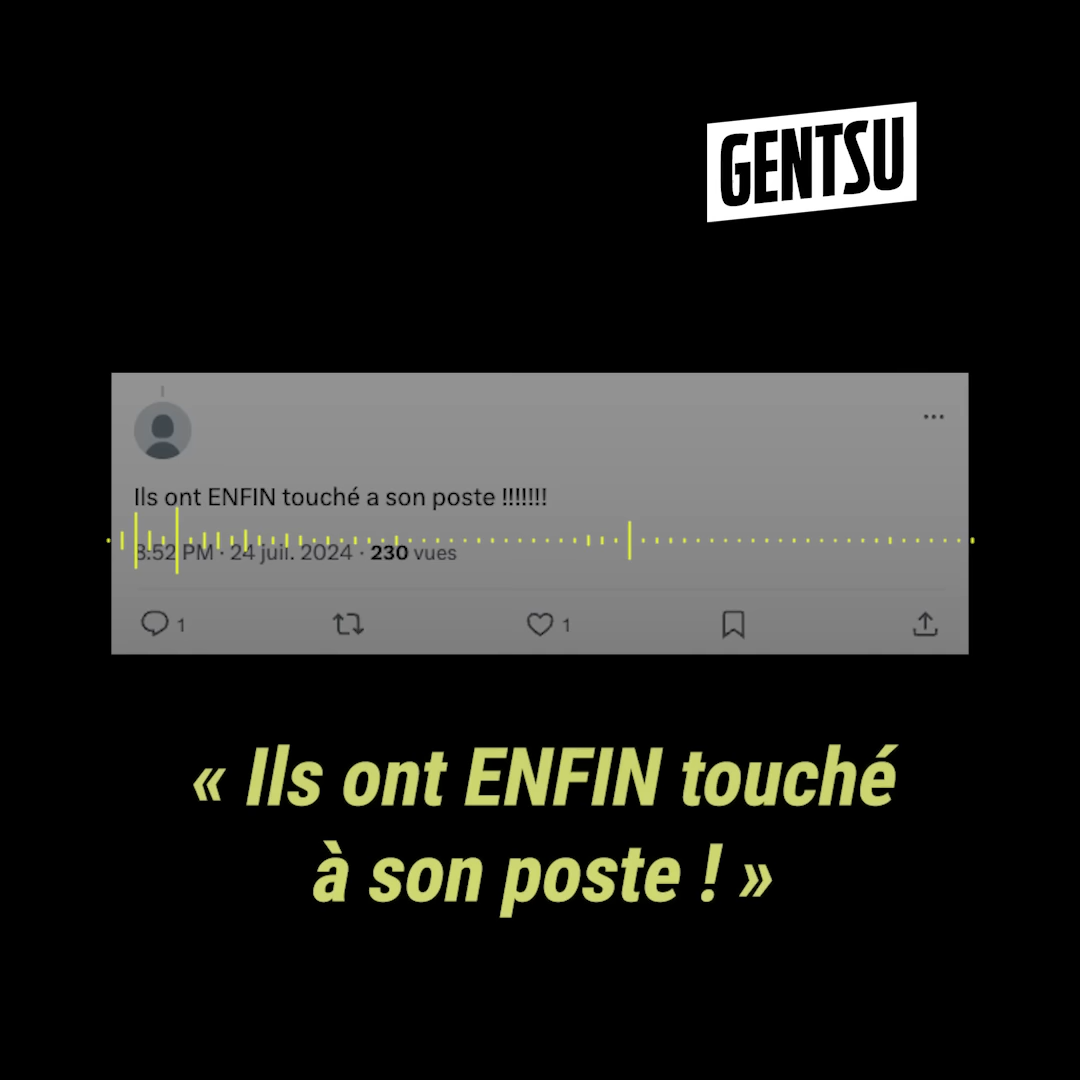 GENTSU
Ils ont ENFIN touché a son poste !!!!!!!
8:52 PM · 24 juil. 2024 · 230 vues
1
1
« Ils ont ENFIN touché
à son poste ! »